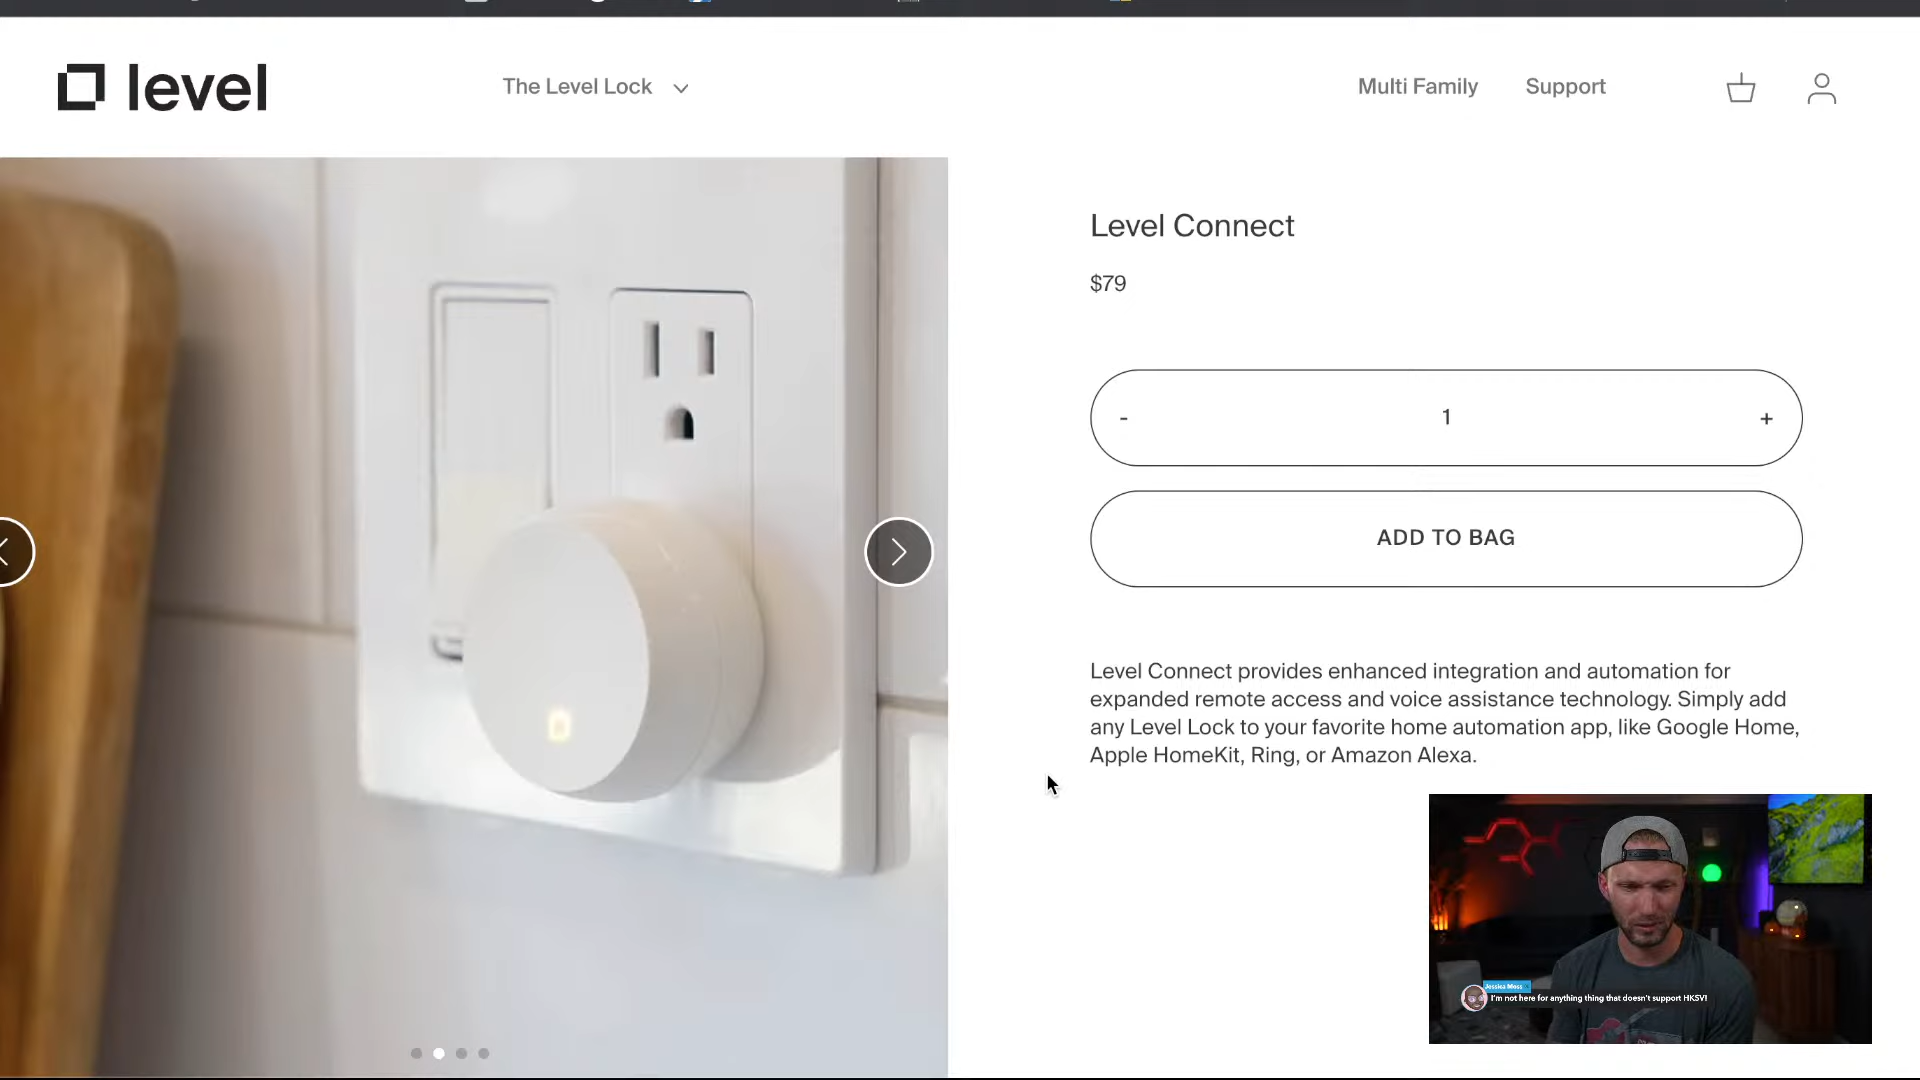 level
The Level Lock
Multi Family
Support
Level Connect
$79
- 1 +
ADD TO BAG
Level Connect provides enhanced integration and automation for
expanded remote access and voice assistance technology. Simply add
any Level Lock to your favorite home automation app, like Google Home,
Apple HomeKit, Ring, or Amazon Alexa.
Jessica Moss
I'm not here for anything thing that doesn't support HKSV!